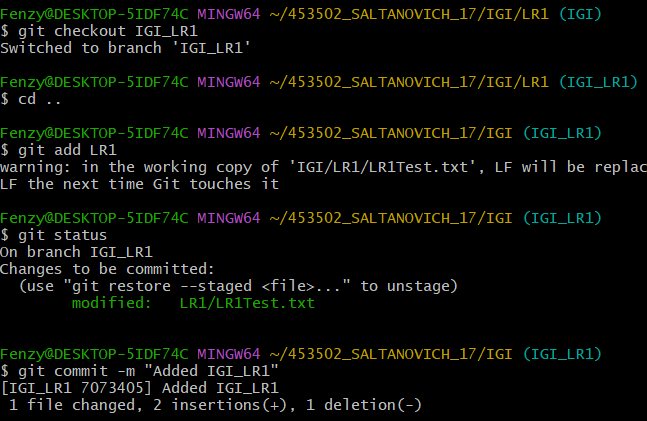 Fenzy@DESKTOP-5IDF74C MINGW64 ~/453502_SALTANOVICH_17/IGI/LR1 (IGI)
$ git checkout IGI_LR1
Switched to branch 'IGI_LR1'
Fenzy@DESKTOP-5IDF74C MINGW64 ~/453502_SALTANOVICH_17/IGI/LR1 (IGI_LR1)
$ cd ..
Fenzy@DESKTOP-5IDF74C MINGW64 ~/453502_SALTANOVICH_17/IGI (IGI_LR1)
$ git add LR1
warning: in the working copy of 'IGI/LR1/LR1Test.txt', LF will be replac
LF the next time Git touches it
Fenzy@DESKTOP-5IDF74C MINGW64 ~/453502_SALTANOVICH_17/IGI (IGI_LR1)
$ git status
On branch IGI_LR1
Changes to be committed:
  (use "git restore --staged <file>..." to unstage)
        modified:   LR1/LR1Test.txt
Fenzy@DESKTOP-5IDF74C MINGW64 ~/453502_SALTANOVICH_17/IGI (IGI_LR1)
$ git commit -m "Added IGI_LR1"
[IGI_LR1 7073405] Added IGI_LR1
 1 file changed, 2 insertions(+), 1 deletion(-)